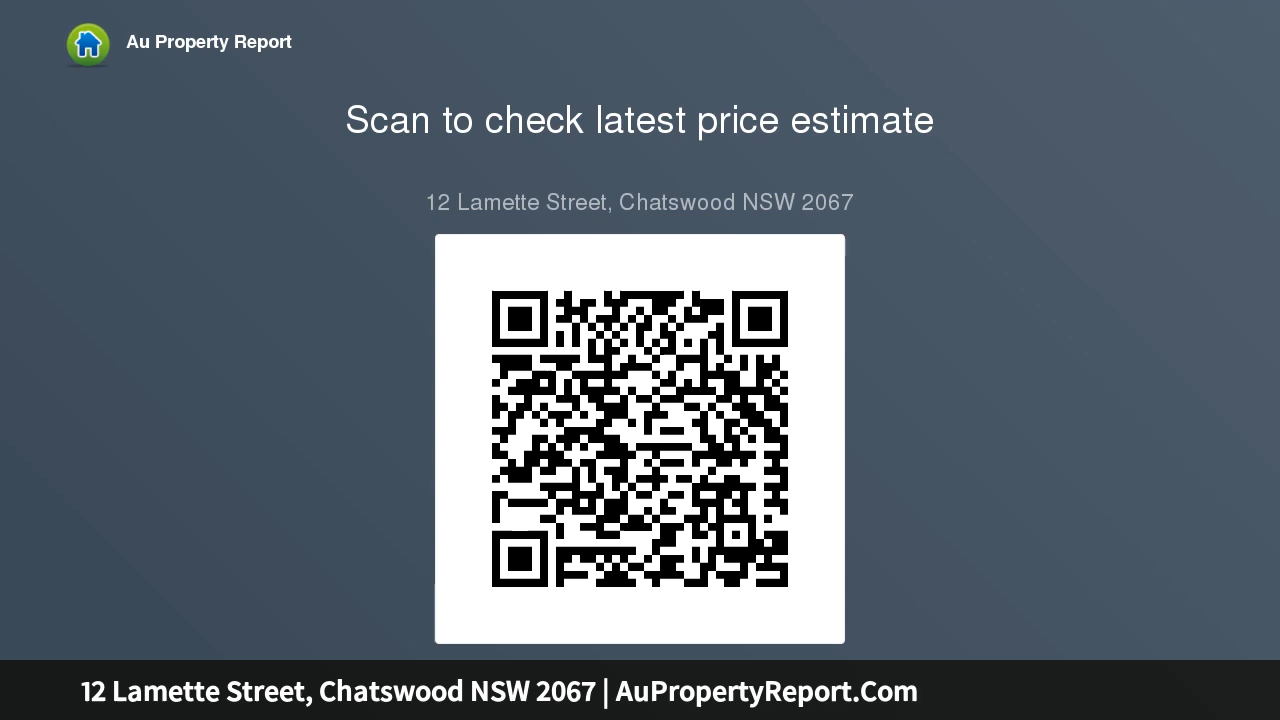 Au Property Report
Scan to check latest price estimate
12 Lamette Street, Chatswood NSW 2067
12 Lamette Street, Chatswood NSW 2067 | AuPropertyReport.Com